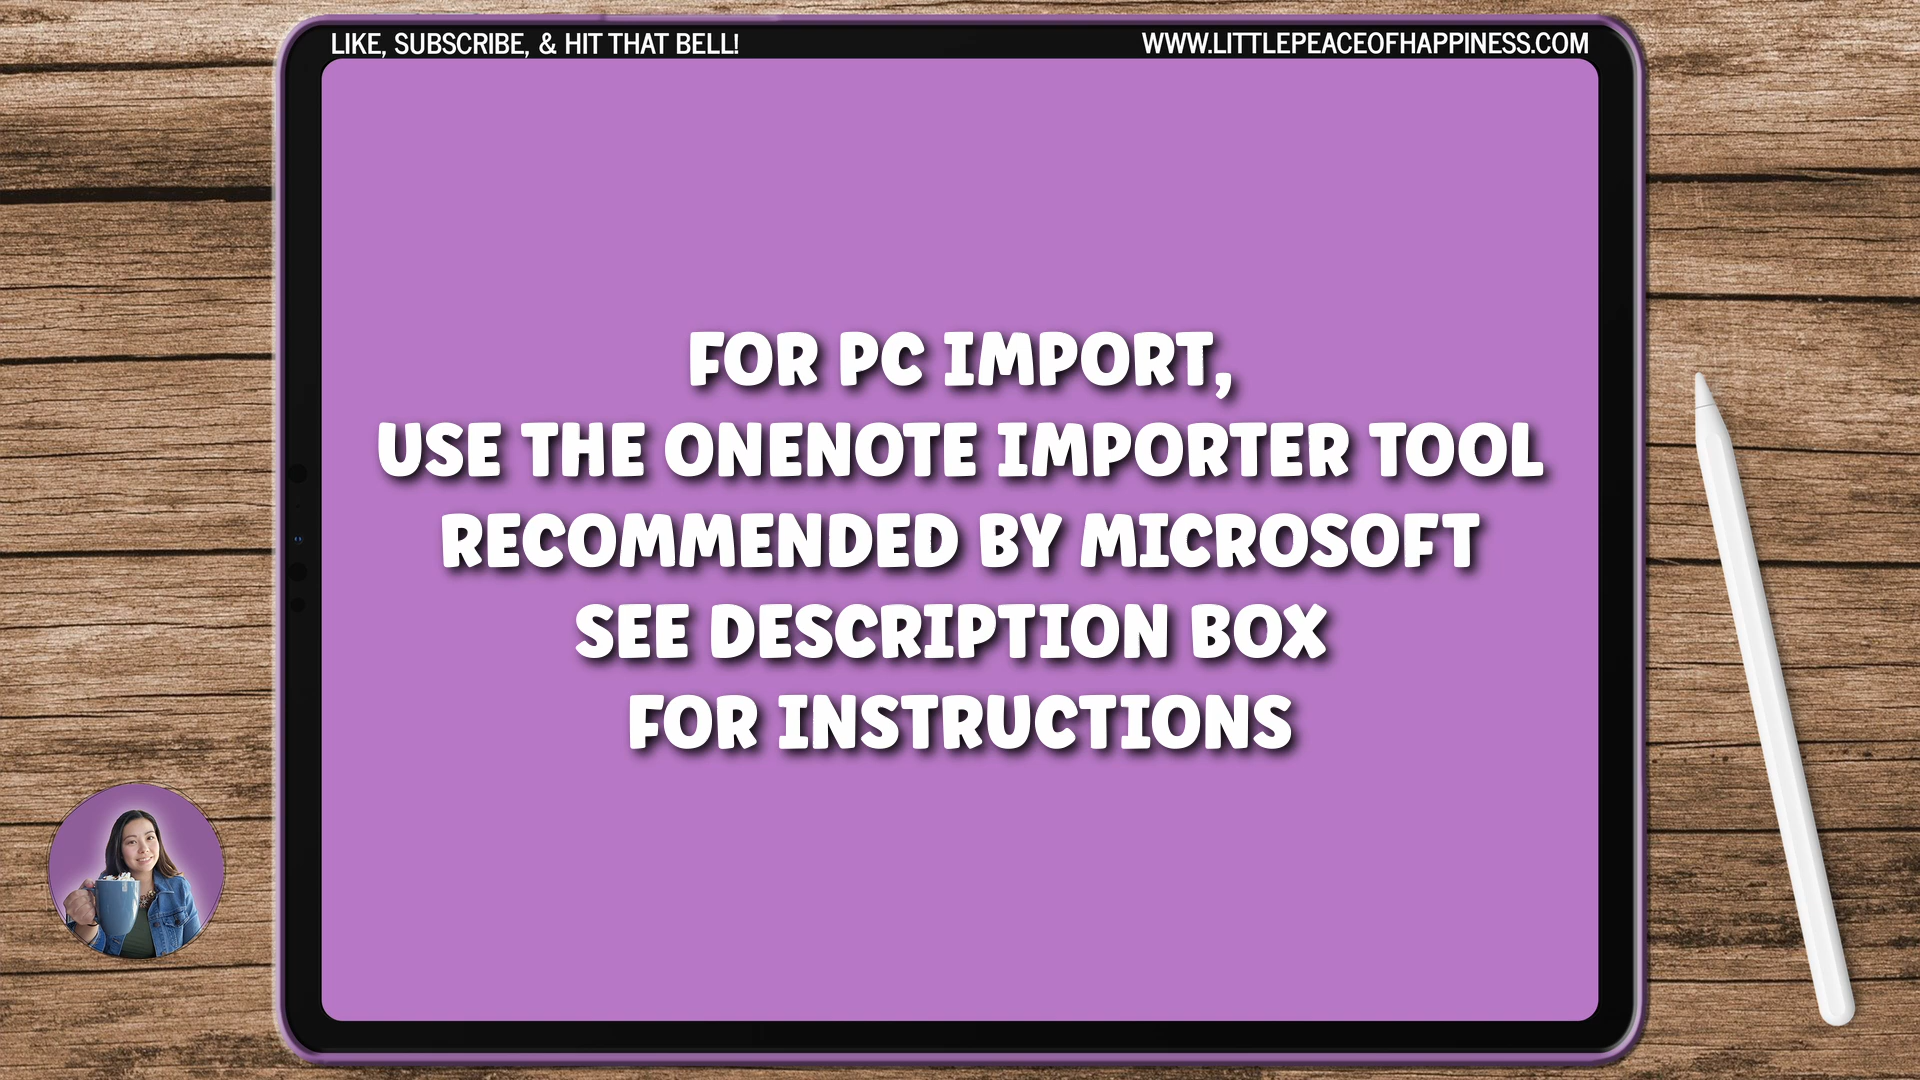 LIKE, SUBSCRIBE, & HIT THAT BELL!
WWW.LITTLEPEACEOFHAPPINESS.COM
FOR PC IMPORT,
USE THE ONENOTE IMPORTER TOOL
RECOMMENDED BY MICROSOFT
SEE DESCRIPTION BOX
FOR INSTRUCTIONS